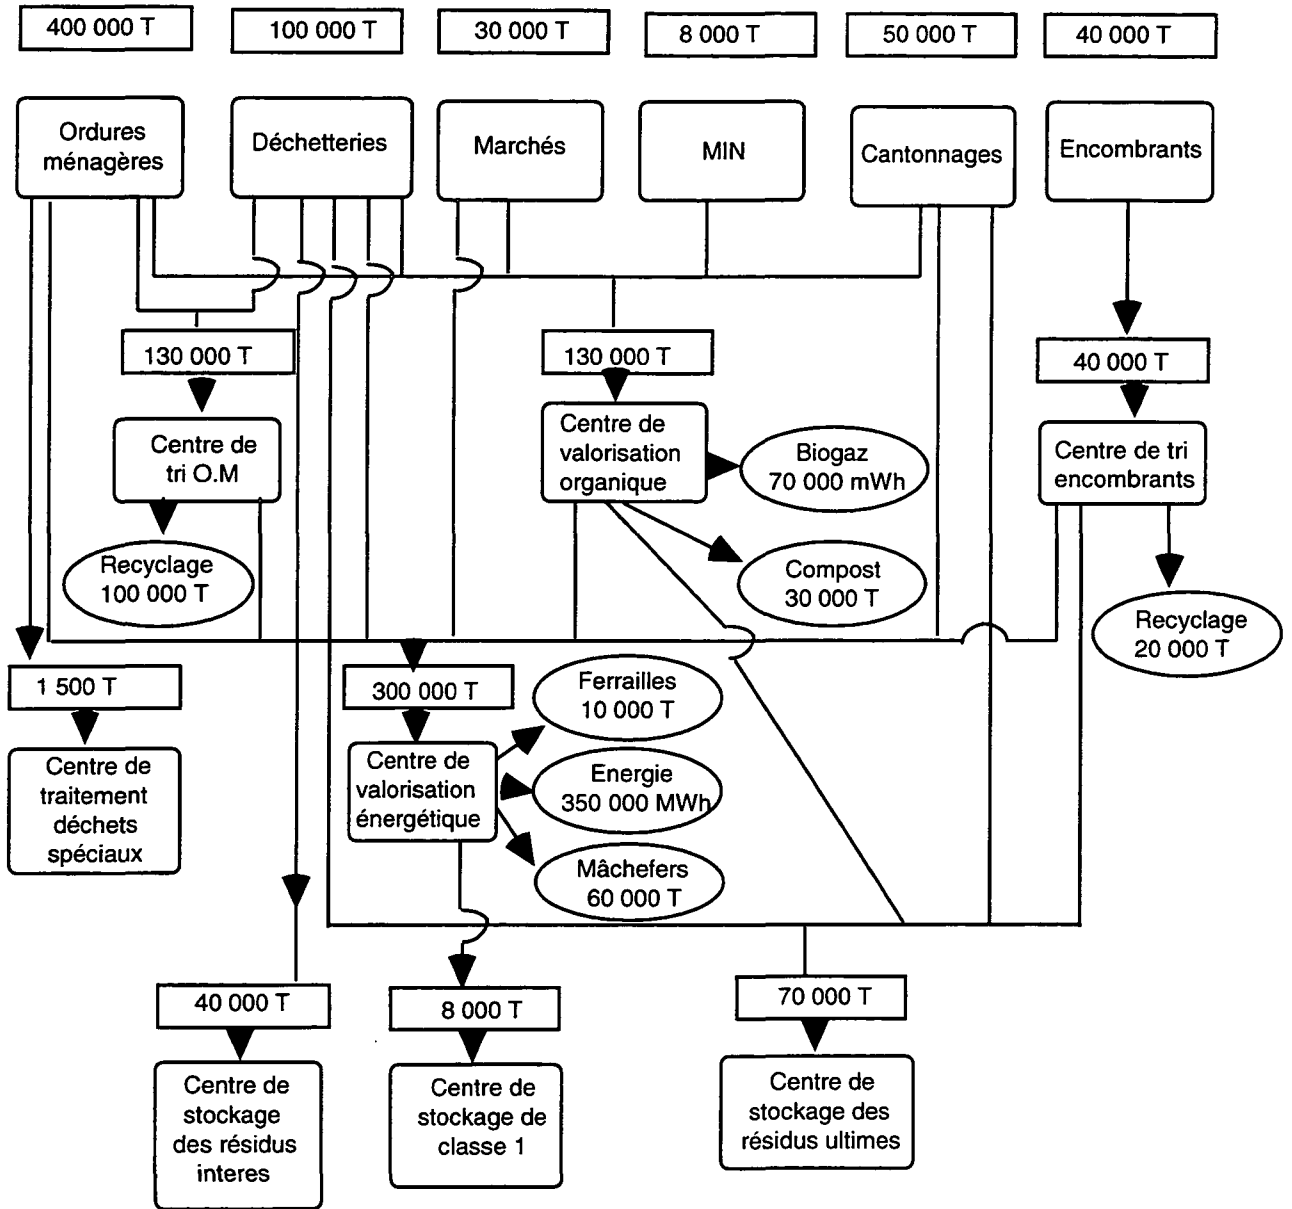 400 000 T
100 000 T
30 000 T
8 000 T
50 000 T
40 000 T
Ordures
ménagères
Déchetteries
Marchés
MIN
Cantonnages
Encombrants
130 000 T
130 000 T
40 000 T
Centre de
tri O.M
Centre de
valorisation
organique
Biogaz
70 000 mWh
Centre de tri
encombrants
Recyclage
100 000 T
Compost
30 000 T
Recyclage
20 000 T
1 500 T
300 000 T
Ferrailles
10 000 T
Centre de
traitement
déchets
spéciaux
Centre de
valorisation
énergétique
Energie
350 000 MWh
Mâchefers
60 000 T
40 000 T
8 000 T
70 000 T
Centre de
stockage
des résidus
interes
Centre de
stockage de
classe 1
Centre de
stockage des
résidus ultimes